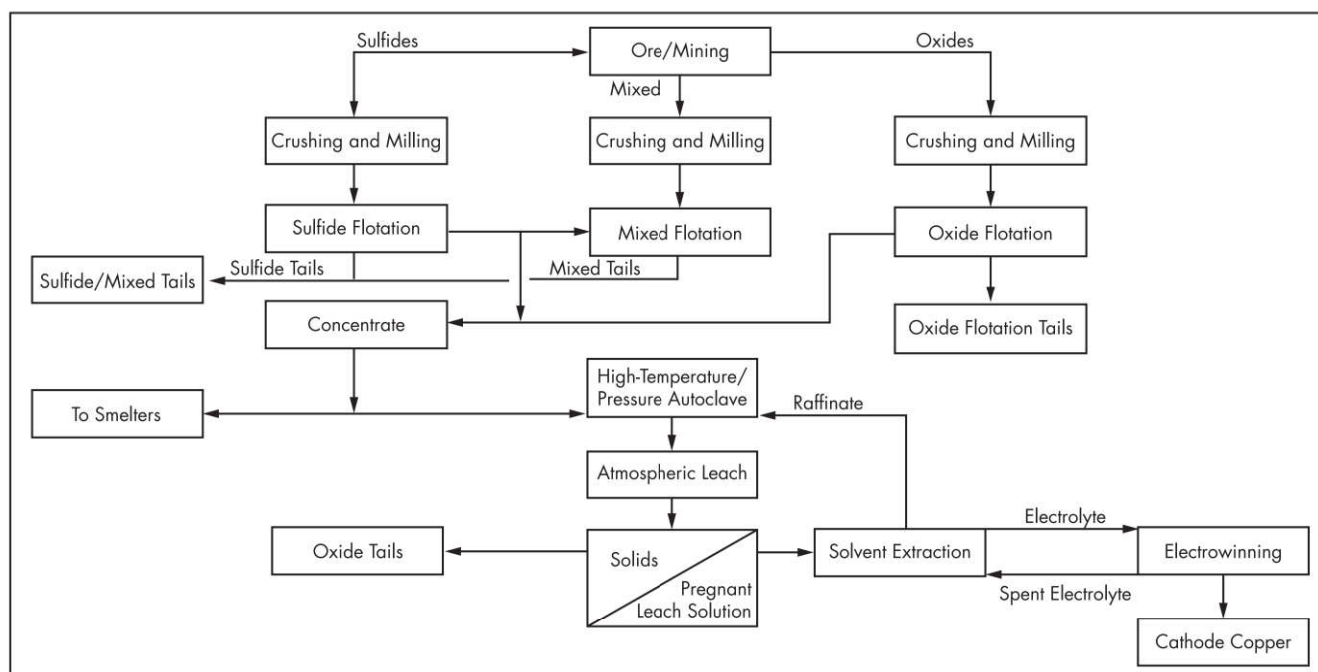 Sulfides
Ore/Mining
Oxides
Mixed
Crushing and Milling
Crushing and Milling
Crushing and Milling
Sulfide Flotation
Mixed Flotation
Oxide Flotation
Sulfide/Mixed Tails
Sulfide Tails
Mixed Tails
Concentrate
Oxide Flotation Tails
High-Temperature/
Pressure Autoclave
To Smelters
Raffinate
Atmospheric Leach
Electrolyte
Oxide Tails
Solids
Pregnant
Leach Solution
Solvent Extraction
Electrowinning
Spent Electrolyte
Cathode Copper